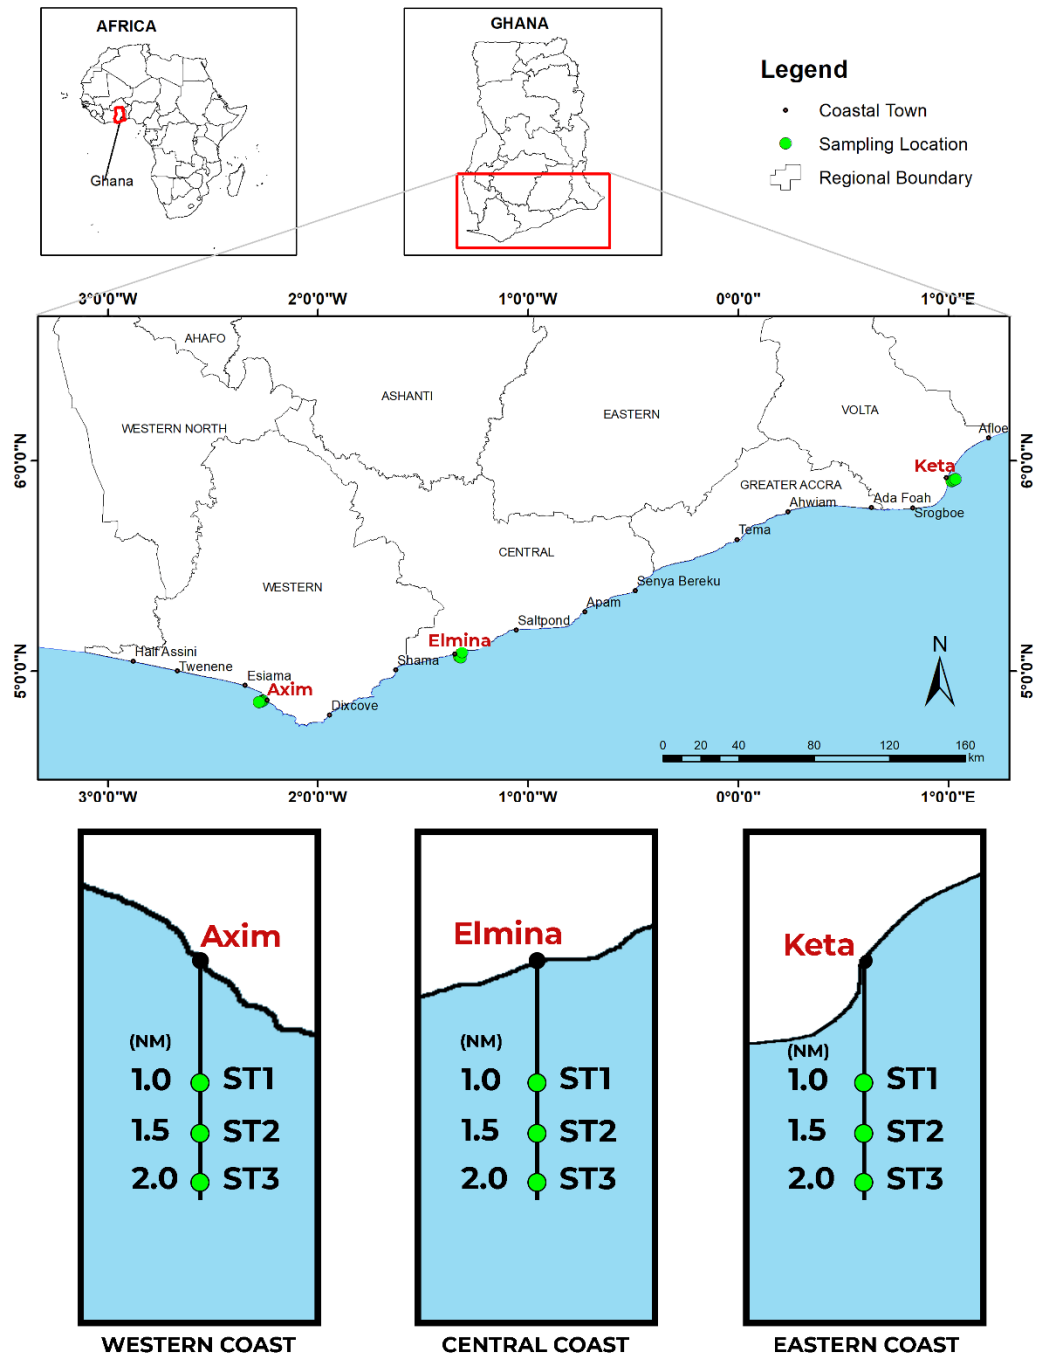 AFRICA
Ghana
GHANA
Legend
Coastal Town
Sampling Location
Regional Boundary
3°0'0"W 2°0'0"W 1°0'0"W 0°0'0" 1°0'0"E
6°0'0"N
5°0'0"N
AHAFO
ASHANTI
WESTERN NORTH
EASTERN
VOLTA
Afloe
Keta
GREATER ACCRA
Ahwiam
Ada Foah
Srogboe
Tema
CENTRAL
WESTERN
Senya Bereku
Apam
Saltpond
Elmina
Shama
Half Assini
Twenene
Esiama
Axim
Dixcove
N
0 20 40 80 120 160
km
6°0'0"N
5°0'0"N
3°0'0"W 2°0'0"W 1°0'0"W 0°0'0" 1°0'0"E
Axim
(NM)
1.0 ST1
1.5 ST2
2.0 ST3
WESTERN COAST
Elmina
(NM)
1.0 ST1
1.5 ST2
2.0 ST3
CENTRAL COAST
Keta
(NM)
1.0 ST1
1.5 ST2
2.0 ST3
EASTERN COAST